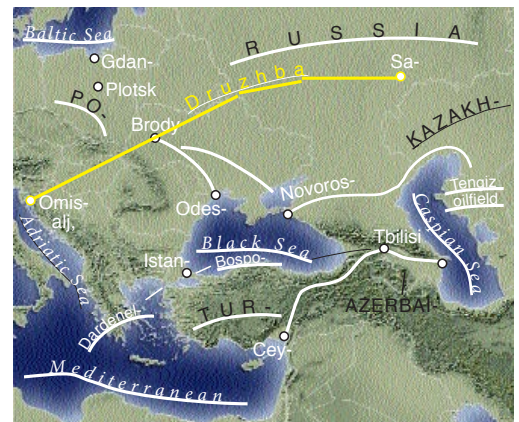 Baltic Sea
RUSSIA
Gdan-
Sa-
Plotsk
Druzhba
PO-
KAZAKH-
Brody
Omis-
alj,
Odes-
Novoros-
Tengiz
oilfield
Adriatic Sea
Caspian Sea
Tbilisi
Black Sea
Istan-
Bospo-
AZERBAI-
TUR-
Dardenel-
Cey-
Mediterranean